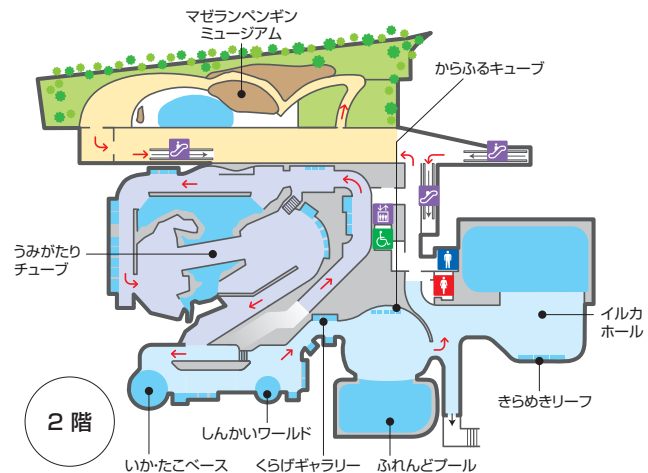 マゼランペンギン
ミュージアム
からふるキューブ
うみがたり
チューブ
イルカ
ホール
きらめきリーフ
2階
しんかいワールド
いか・たこベース
くらげギャラリー
ふれんどプール